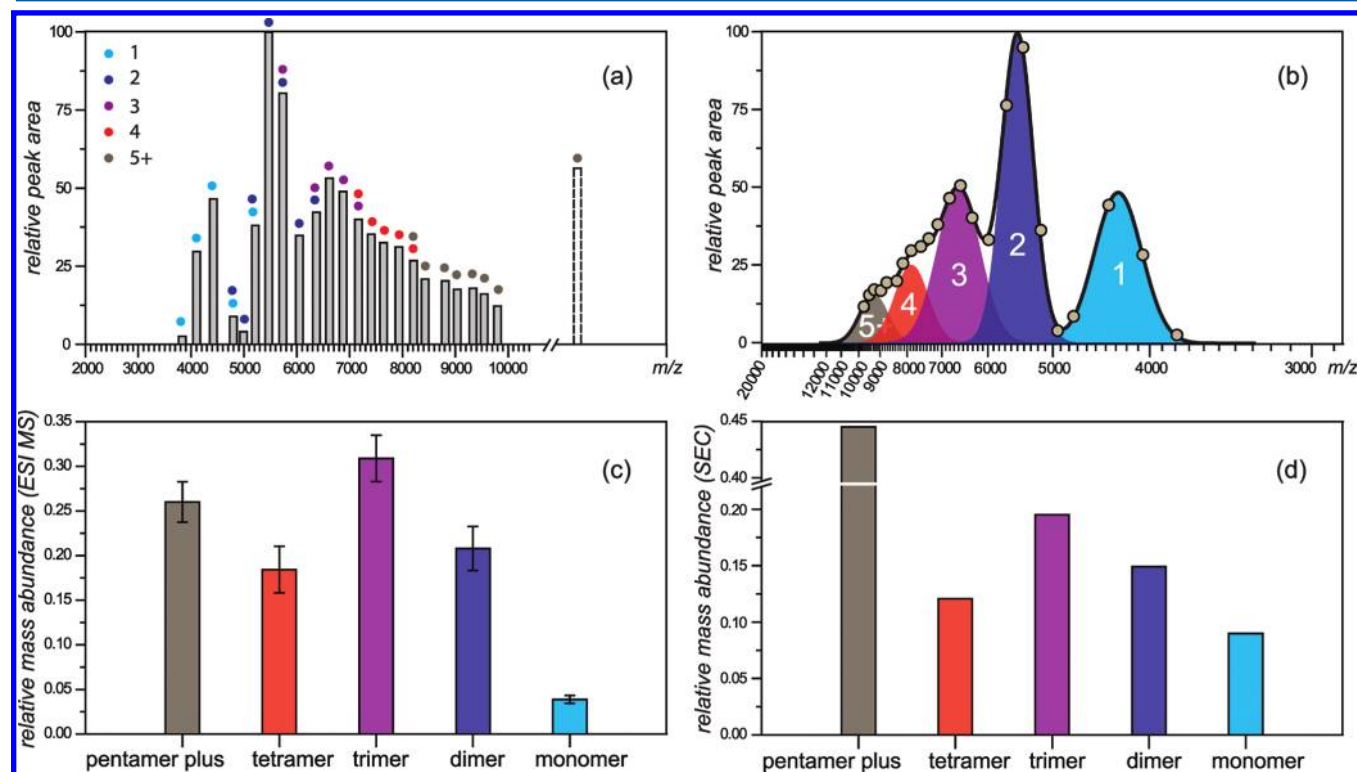 relative peak area
100
75
50
25
0
1
2
3
4
5+
(a)
2000 3000 4000 5000 6000 7000 8000 9000 10000 m/z
relative peak area
100
75
50
25
0
(b)
5+ 4 3 2 1
20000 12000 11000 10000 9000 8000 7000 6000 5000 4000 3000 m/z
relative mass abundance (ESI MS)
0.35
0.30
0.25
0.20
0.15
0.10
0.05
0.00
(c)
pentamer plus tetramer trimer dimer monomer
relative mass abundance (SEC)
0.45
0.40
0.20
0.15
0.10
0.05
0.00
(d)
pentamer plus tetramer trimer dimer monomer